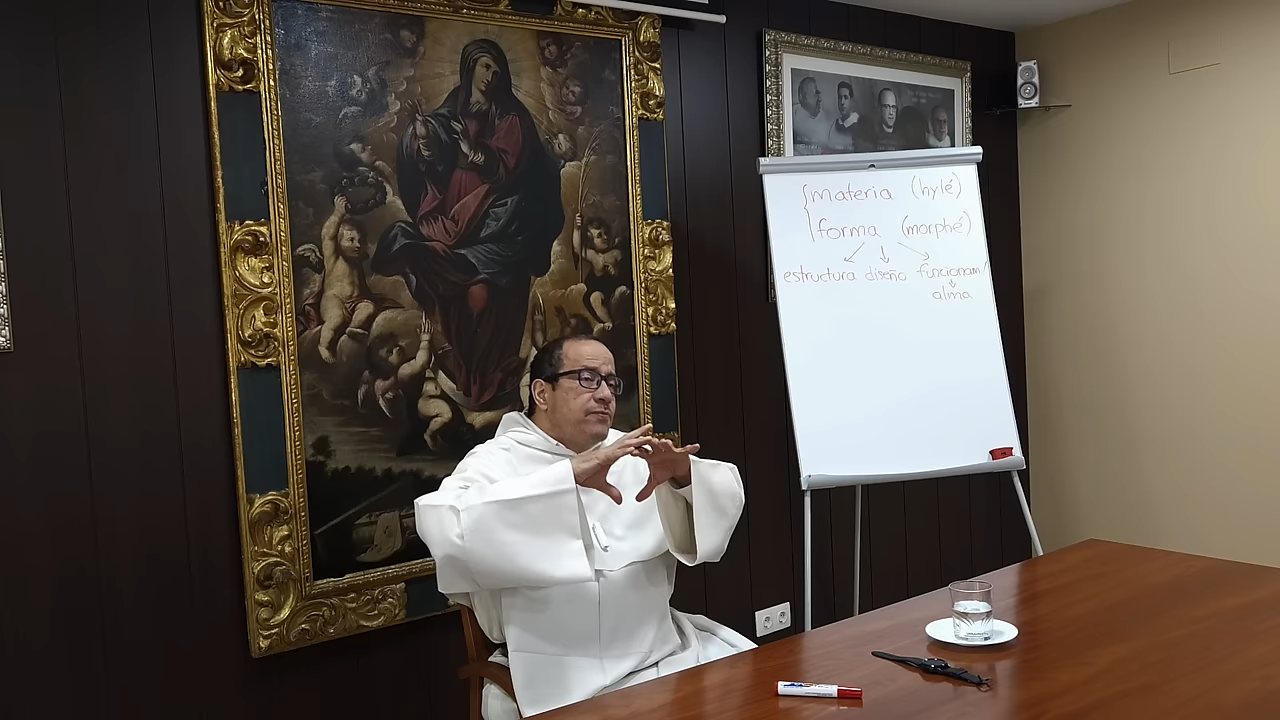 materia (hylé)
forma (morphé)
estructura diseño funcionam/
alma